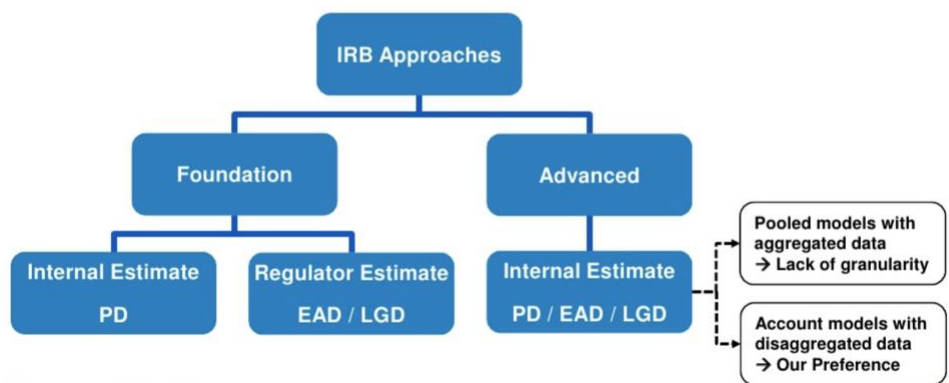 IRB Approaches
Foundation
Advanced
Internal Estimate
PD
Regulator Estimate
EAD / LGD
Internal Estimate
PD / EAD / LGD
Pooled models with
aggregated data
→ Lack of granularity
Account models with
disaggregated data
→ Our Preference